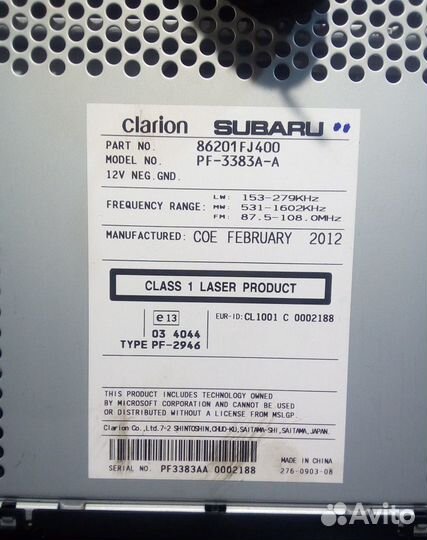 clarion SUBARU
PART NO. 86201FJ400
MODEL NO. PF-3383A-A
12V NEG.GND.
LW: 153-279KHz
FREQUENCY RANGE: MW: 531-1602KHz
FM: 87.5-108.0MHz
MANUFACTURED: COE FEBRUARY 2012
CLASS 1 LASER PRODUCT
e13 EUR-ID: CL1001 C 0002188
03 4044
TYPE PF-2946
THIS PRODUCT INCLUDES TECHNOLOGY OWNED
BY MICROSOFT CORPORATION AND CANNOT BE USED
OR DISTRIBUTED WITHOUT A LICENSE FROM MSLGP.
Clarion Co.,Ltd.7-2 SHINTOSHIN,CHUO-KU,SAITAMA-SHI,SAITAMA,JAPAN.
MADE IN CHINA
SERIAL NO. PF3383AA 0002188 276-0903-08
Avito